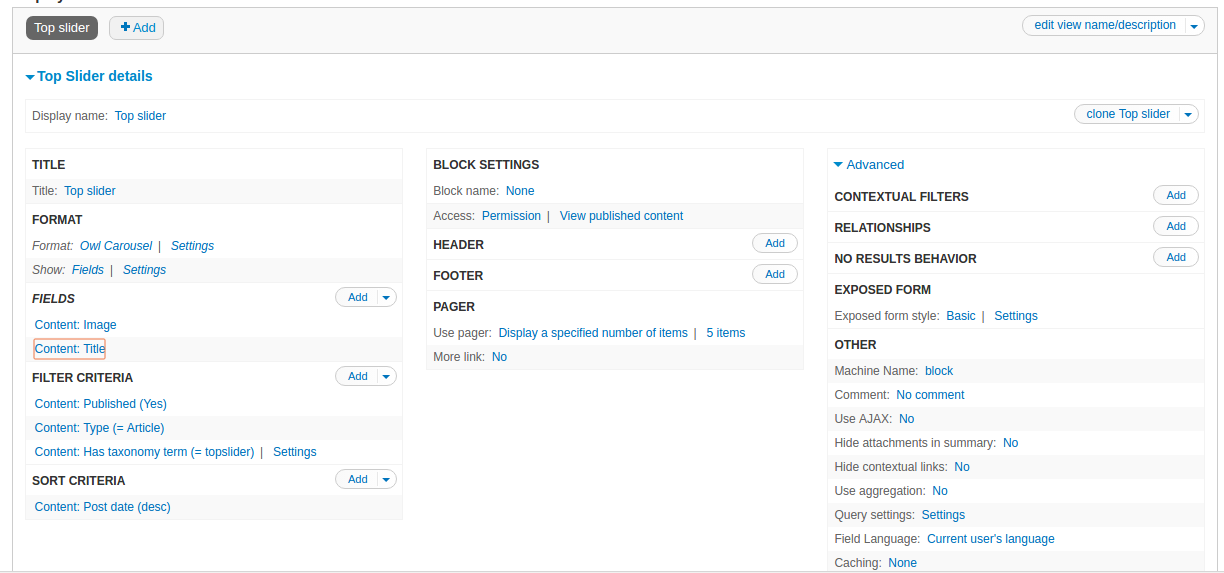 Top slider
Add
edit view name/description
Top Slider details
Display name: Top slider
clone Top slider
TITLE
Title: Top slider
FORMAT
Format: Owl Carousel | Settings
Show: Fields | Settings
FIELDS
Add
Content: Image
Content: Title
FILTER CRITERIA
Add
Content: Published (Yes)
Content: Type (= Article)
Content: Has taxonomy term (= topslider) | Settings
SORT CRITERIA
Add
Content: Post date (desc)
BLOCK SETTINGS
Block name: None
Access: Permission | View published content
HEADER
Add
FOOTER
Add
PAGER
Use pager: Display a specified number of items | 5 items
More link: No
Advanced
CONTEXTUAL FILTERS
Add
RELATIONSHIPS
Add
NO RESULTS BEHAVIOR
Add
EXPOSED FORM
Exposed form style: Basic | Settings
OTHER
Machine Name: block
Comment: No comment
Use AJAX: No
Hide attachments in summary: No
Hide contextual links: No
Use aggregation: No
Query settings: Settings
Field Language: Current user's language
Caching: None